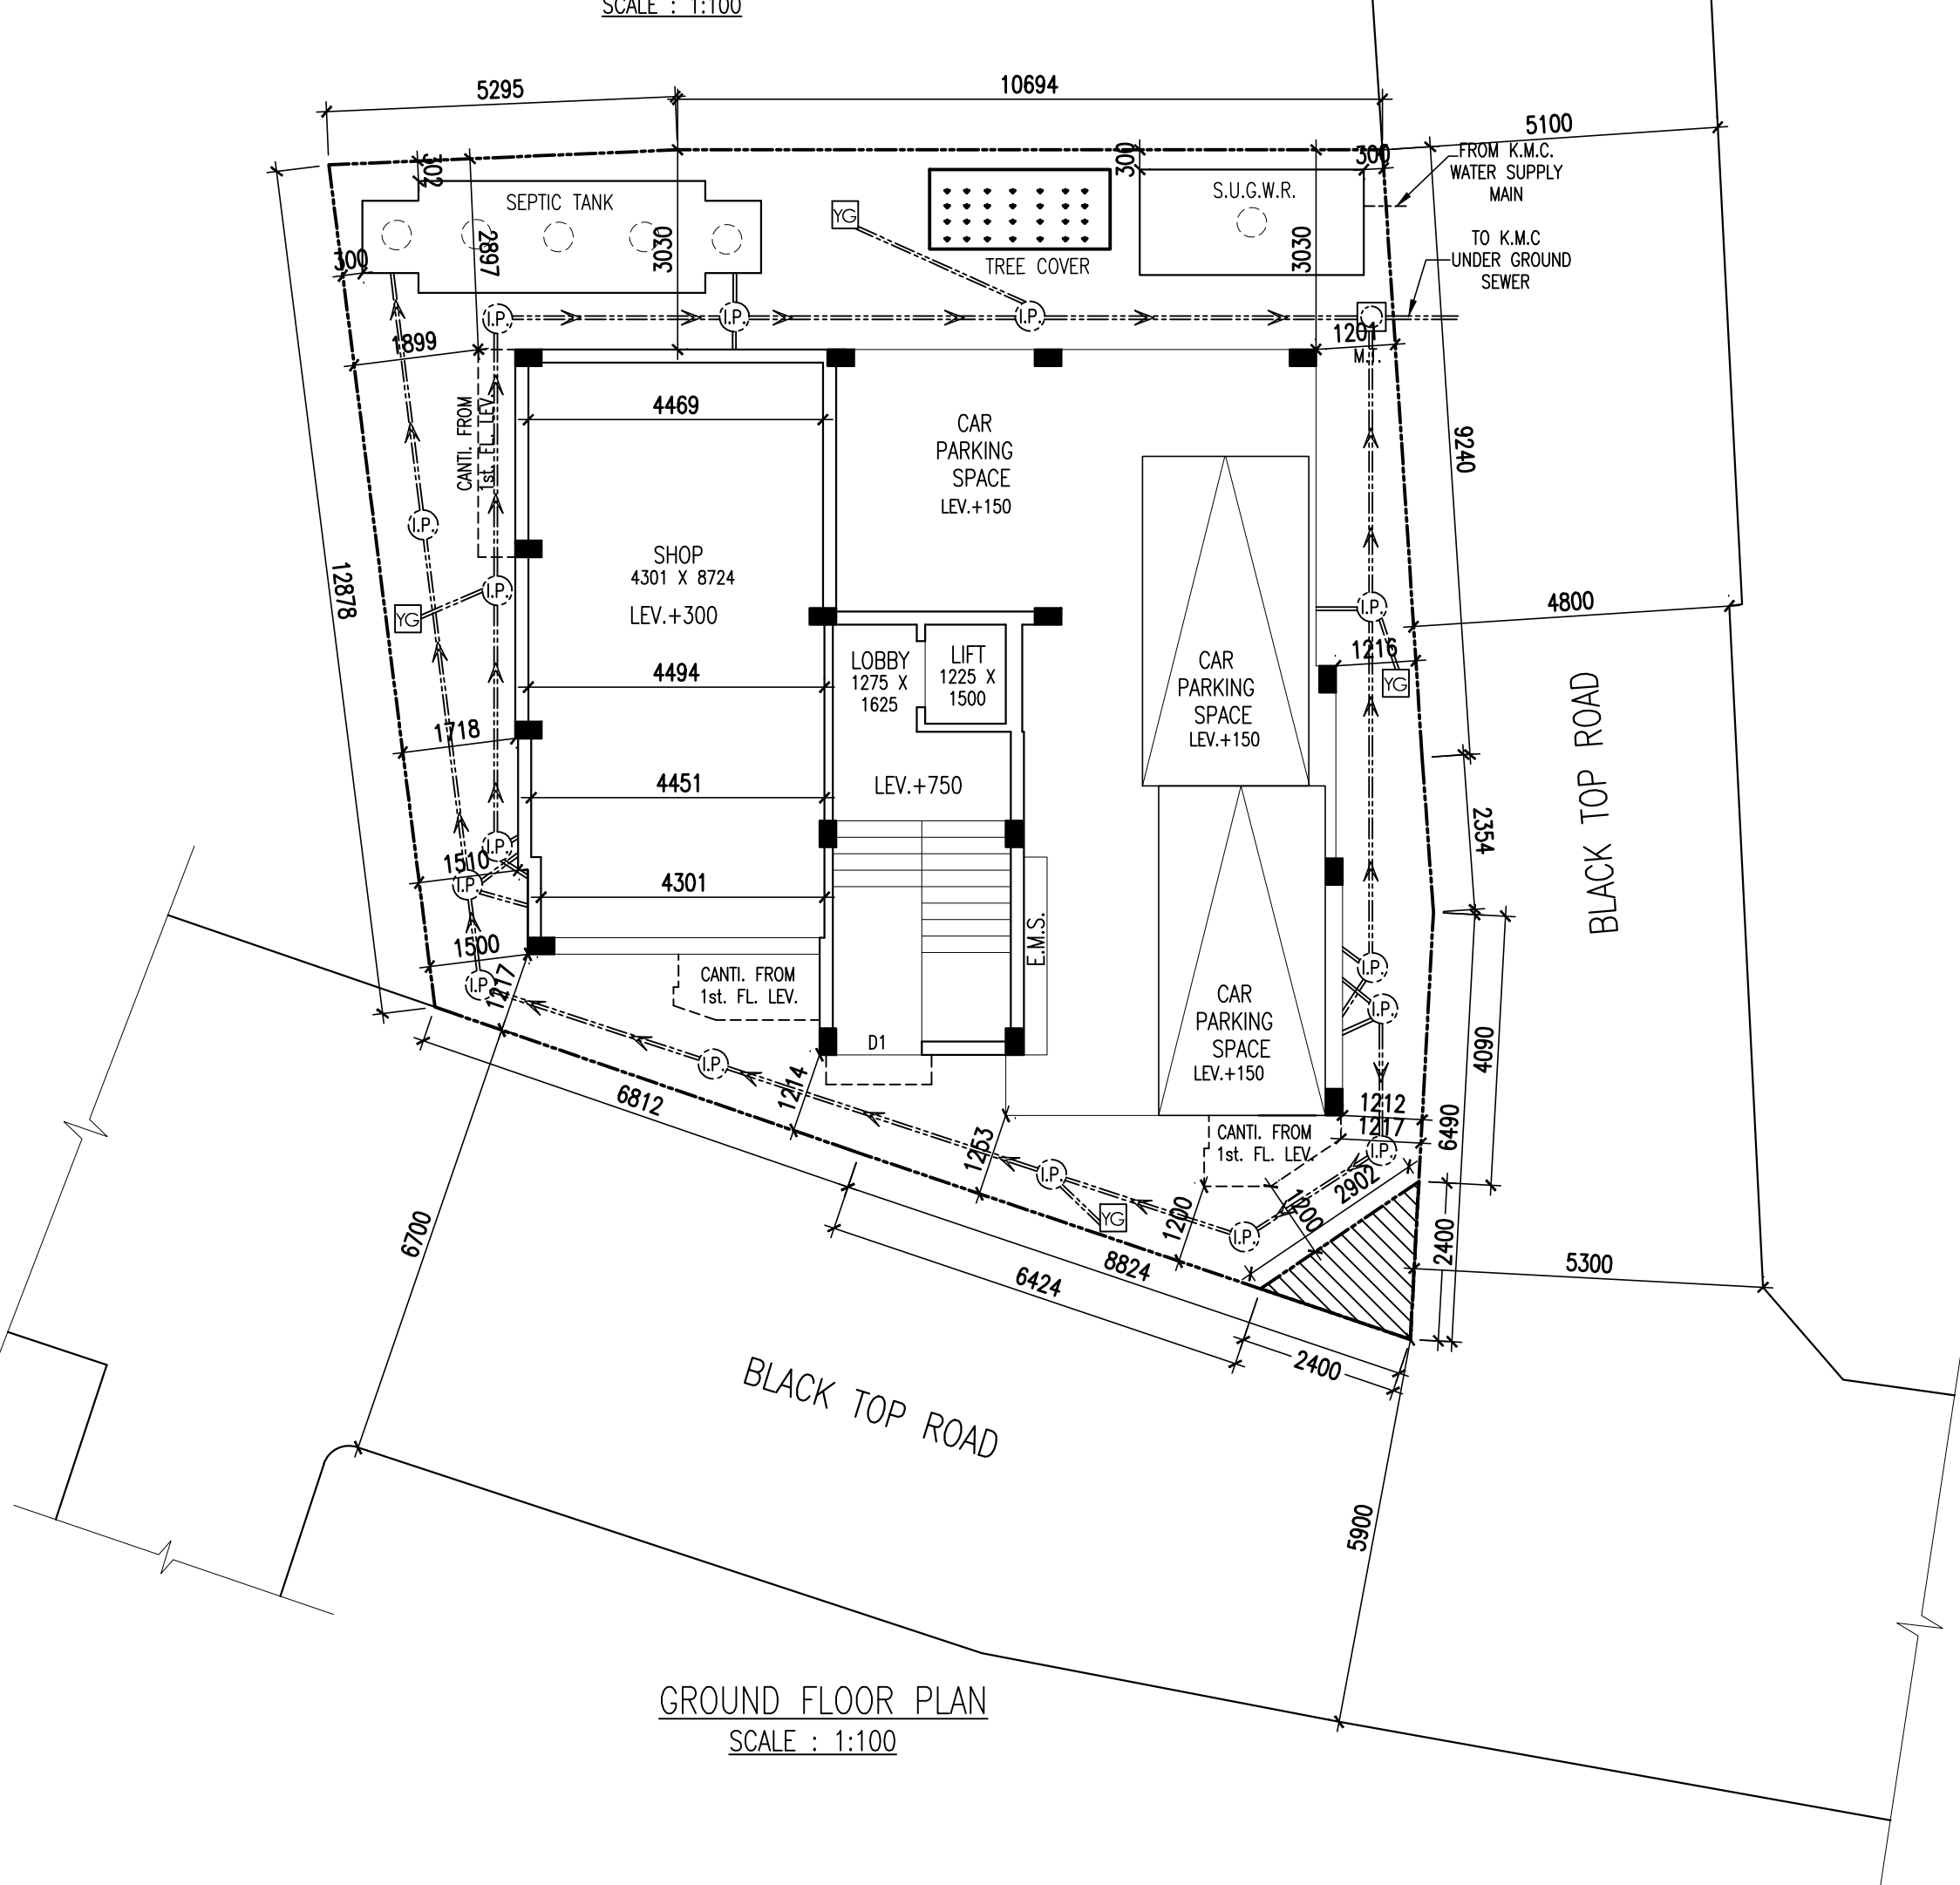 SCALE : 1:100
5295
10694
5100
FROM K.M.C.
WATER SUPPLY
MAIN
302
300
300
SEPTIC TANK
S.U.G.W.R.
YG
TREE COVER
TO K.M.C
UNDER GROUND
SEWER
300
2897
3030
3030
I.P
I.P.
I.P.
1899
1201
M.T.
CANTI. FROM
1st. FL. LEV.
4469
CAR
PARKING
SPACE
LEV.+150
9240
I.P.
12878
SHOP
4301 X 8724
LEV.+300
I.P.
YG
I.P.
4800
LOBBY
1275 X
1625
LIFT
1225 X
1500
1216
YG
4494
CAR
PARKING
SPACE
LEV.+150
1718
BLACK TOP ROAD
4451
LEV.+750
2354
I.P.
1510
I.P.
4301
E.M.S.
1500
I.P.
1217
CANTI. FROM
1st. FL. LEV.
I.P.
I.P.
CAR
PARKING
SPACE
LEV.+150
D1
4090
I.P.
1214
6812
1212
1217
6490
CANTI. FROM
1st. FL. LEV.
I.P.
1253
I.P.
2902
1200
1200
YG
I.P.
6700
2400
8824
6424
5300
2400
BLACK TOP ROAD
5900
GROUND FLOOR PLAN
SCALE : 1:100